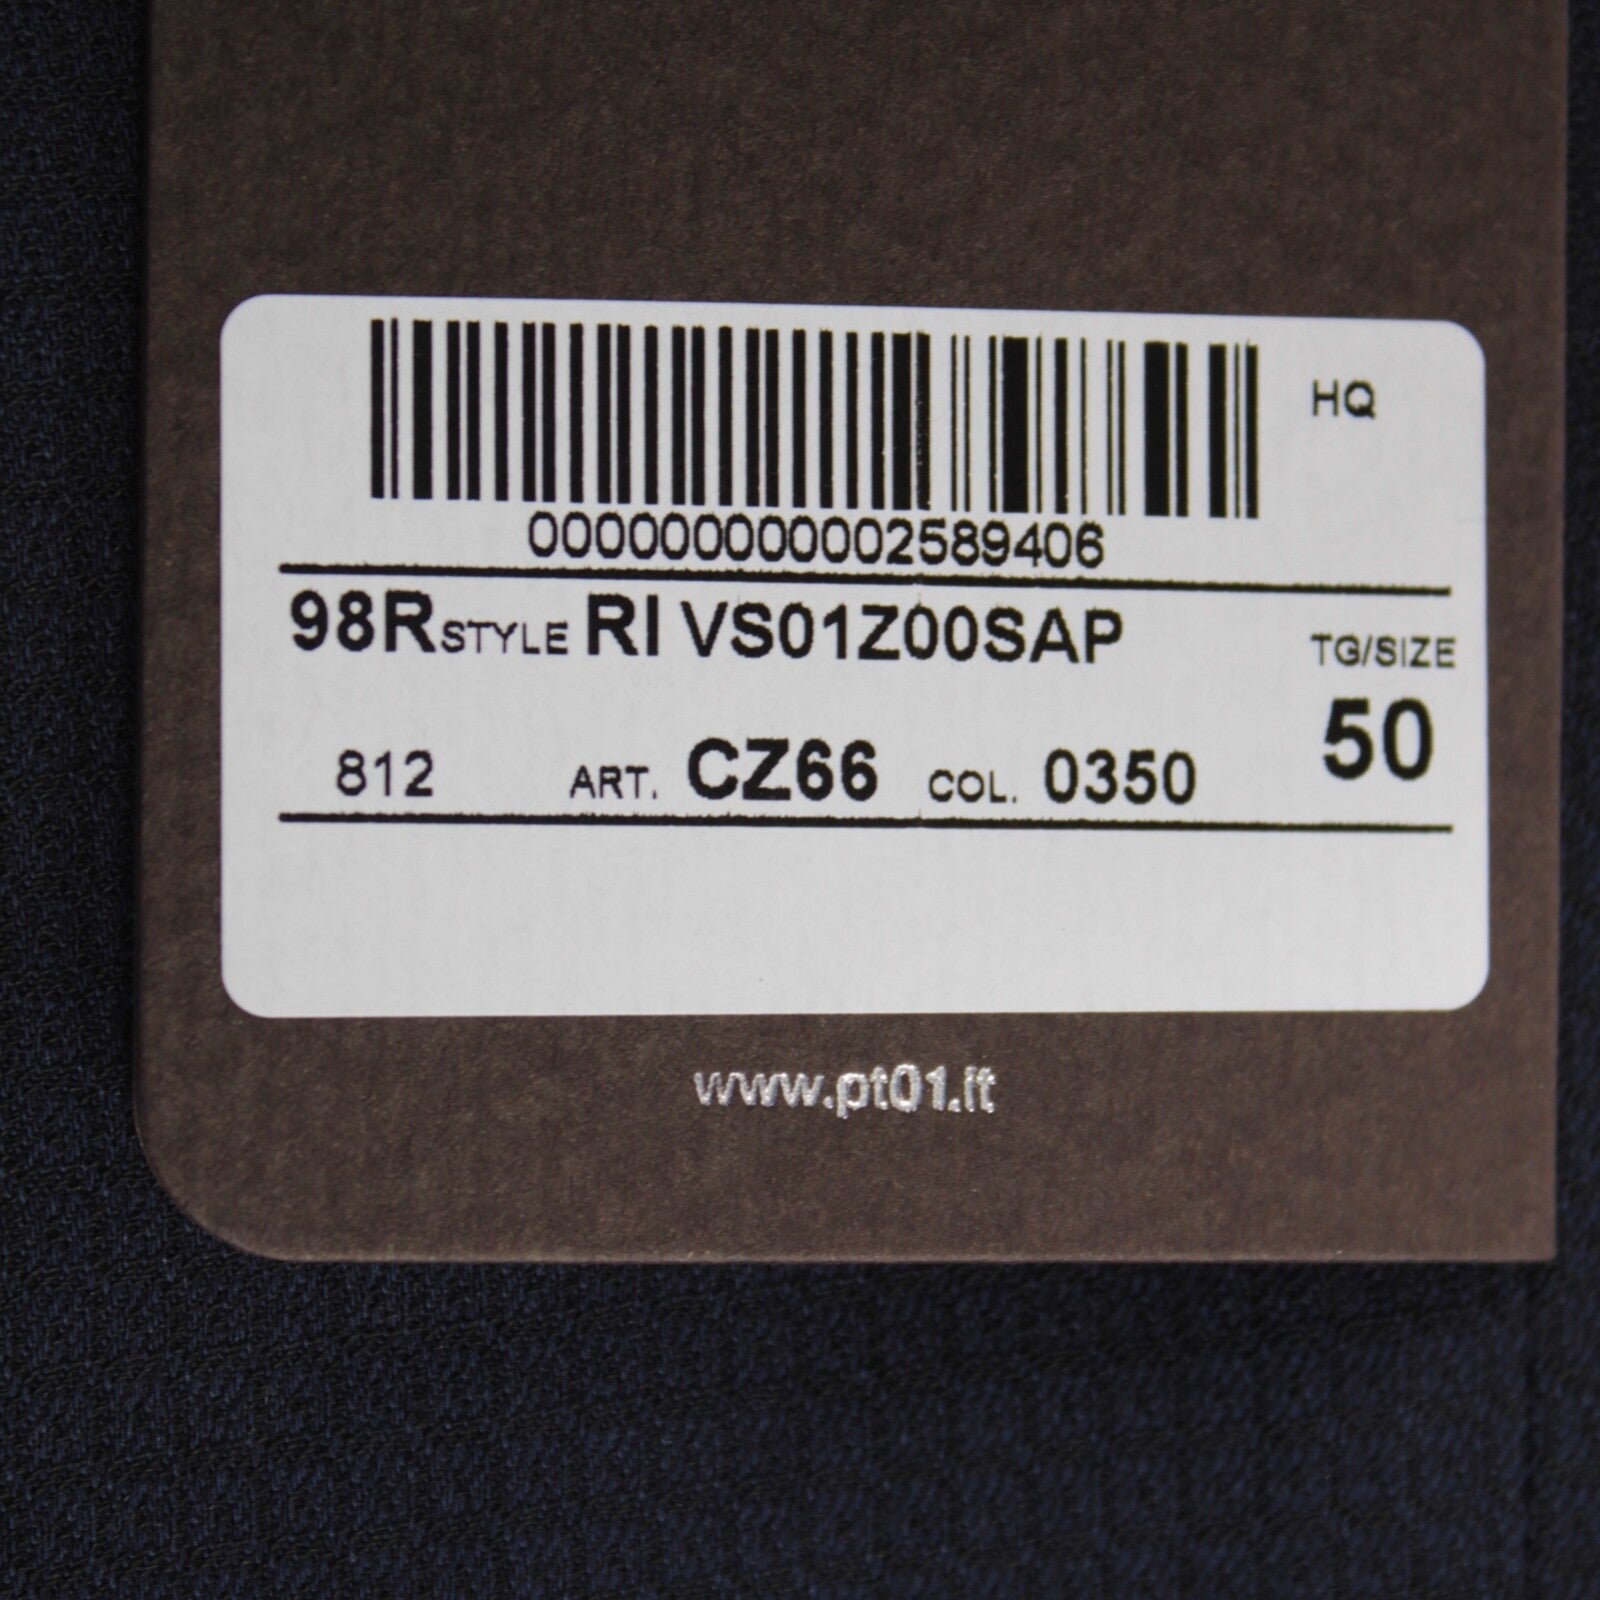 HQ
000000000002589406
98R STYLE RI VS01Z00SAP
TG/SIZE
50
812 ART. CZ66 COL. 0350
www.pt01.it